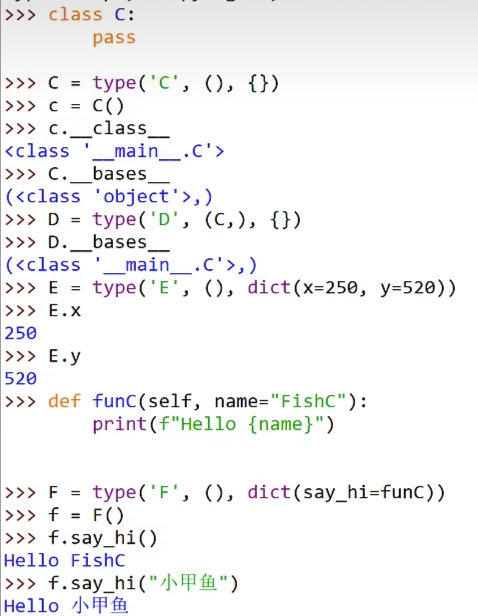 >>> class C:
        pass

>>> C = type('C', (), {})
>>> c = C()
>>> c.__class__
<class '__main__.C'>
>>> C.__bases__
(<class 'object'>,)
>>> D = type('D', (C,), {})
>>> D.__bases__
(<class '__main__.C'>,)
>>> E = type('E', (), dict(x=250, y=520))
>>> E.x
250
>>> E.y
520
>>> def funC(self, name="FishC"):
        print(f"Hello {name}")

>>> F = type('F', (), dict(say_hi=funC))
>>> f = F()
>>> f.say_hi()
Hello FishC
>>> f.say_hi("小甲鱼")
Hello 小甲鱼